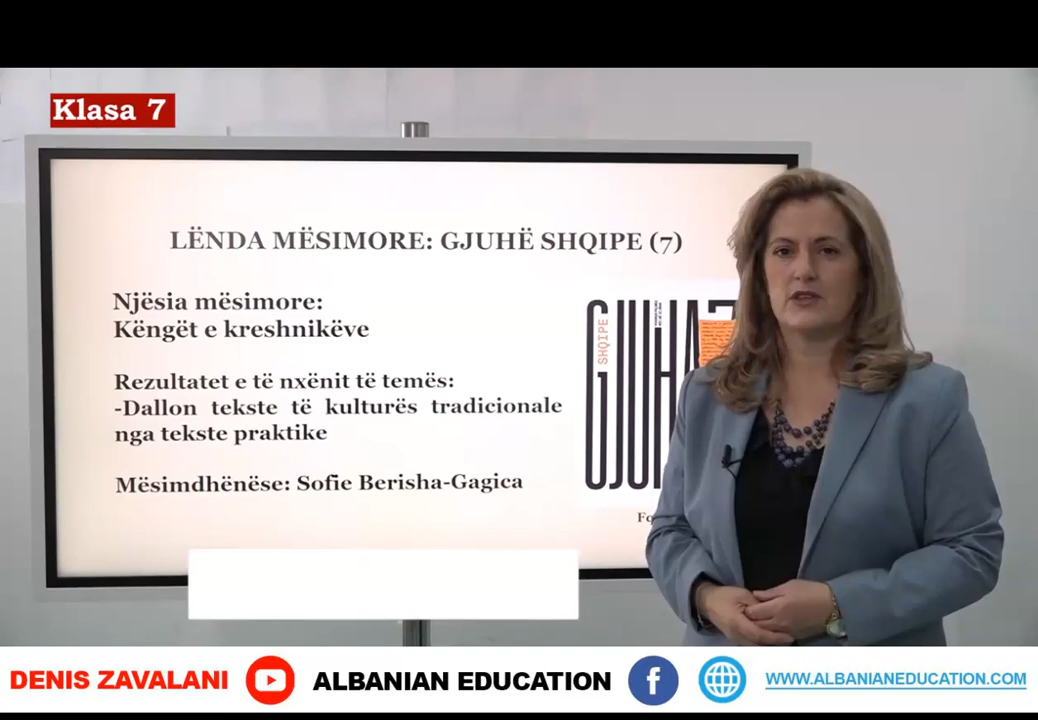 Klasa 7
LËNDA MËSIMORE: GJUHË SHQIPE (7)
Njësia mësimore:
Këngët e kreshnikëve
Rezultatet e të nxënit të temës:
-Dallon tekste të kulturës tradicionale
nga tekste praktike
Mësimdhënëse: Sofie Berisha-Gagica
SHQIPE
GJUHA 7
DENIS ZAVALANI
ALBANIAN EDUCATION
WWW.ALBANIANEDUCATION.COM